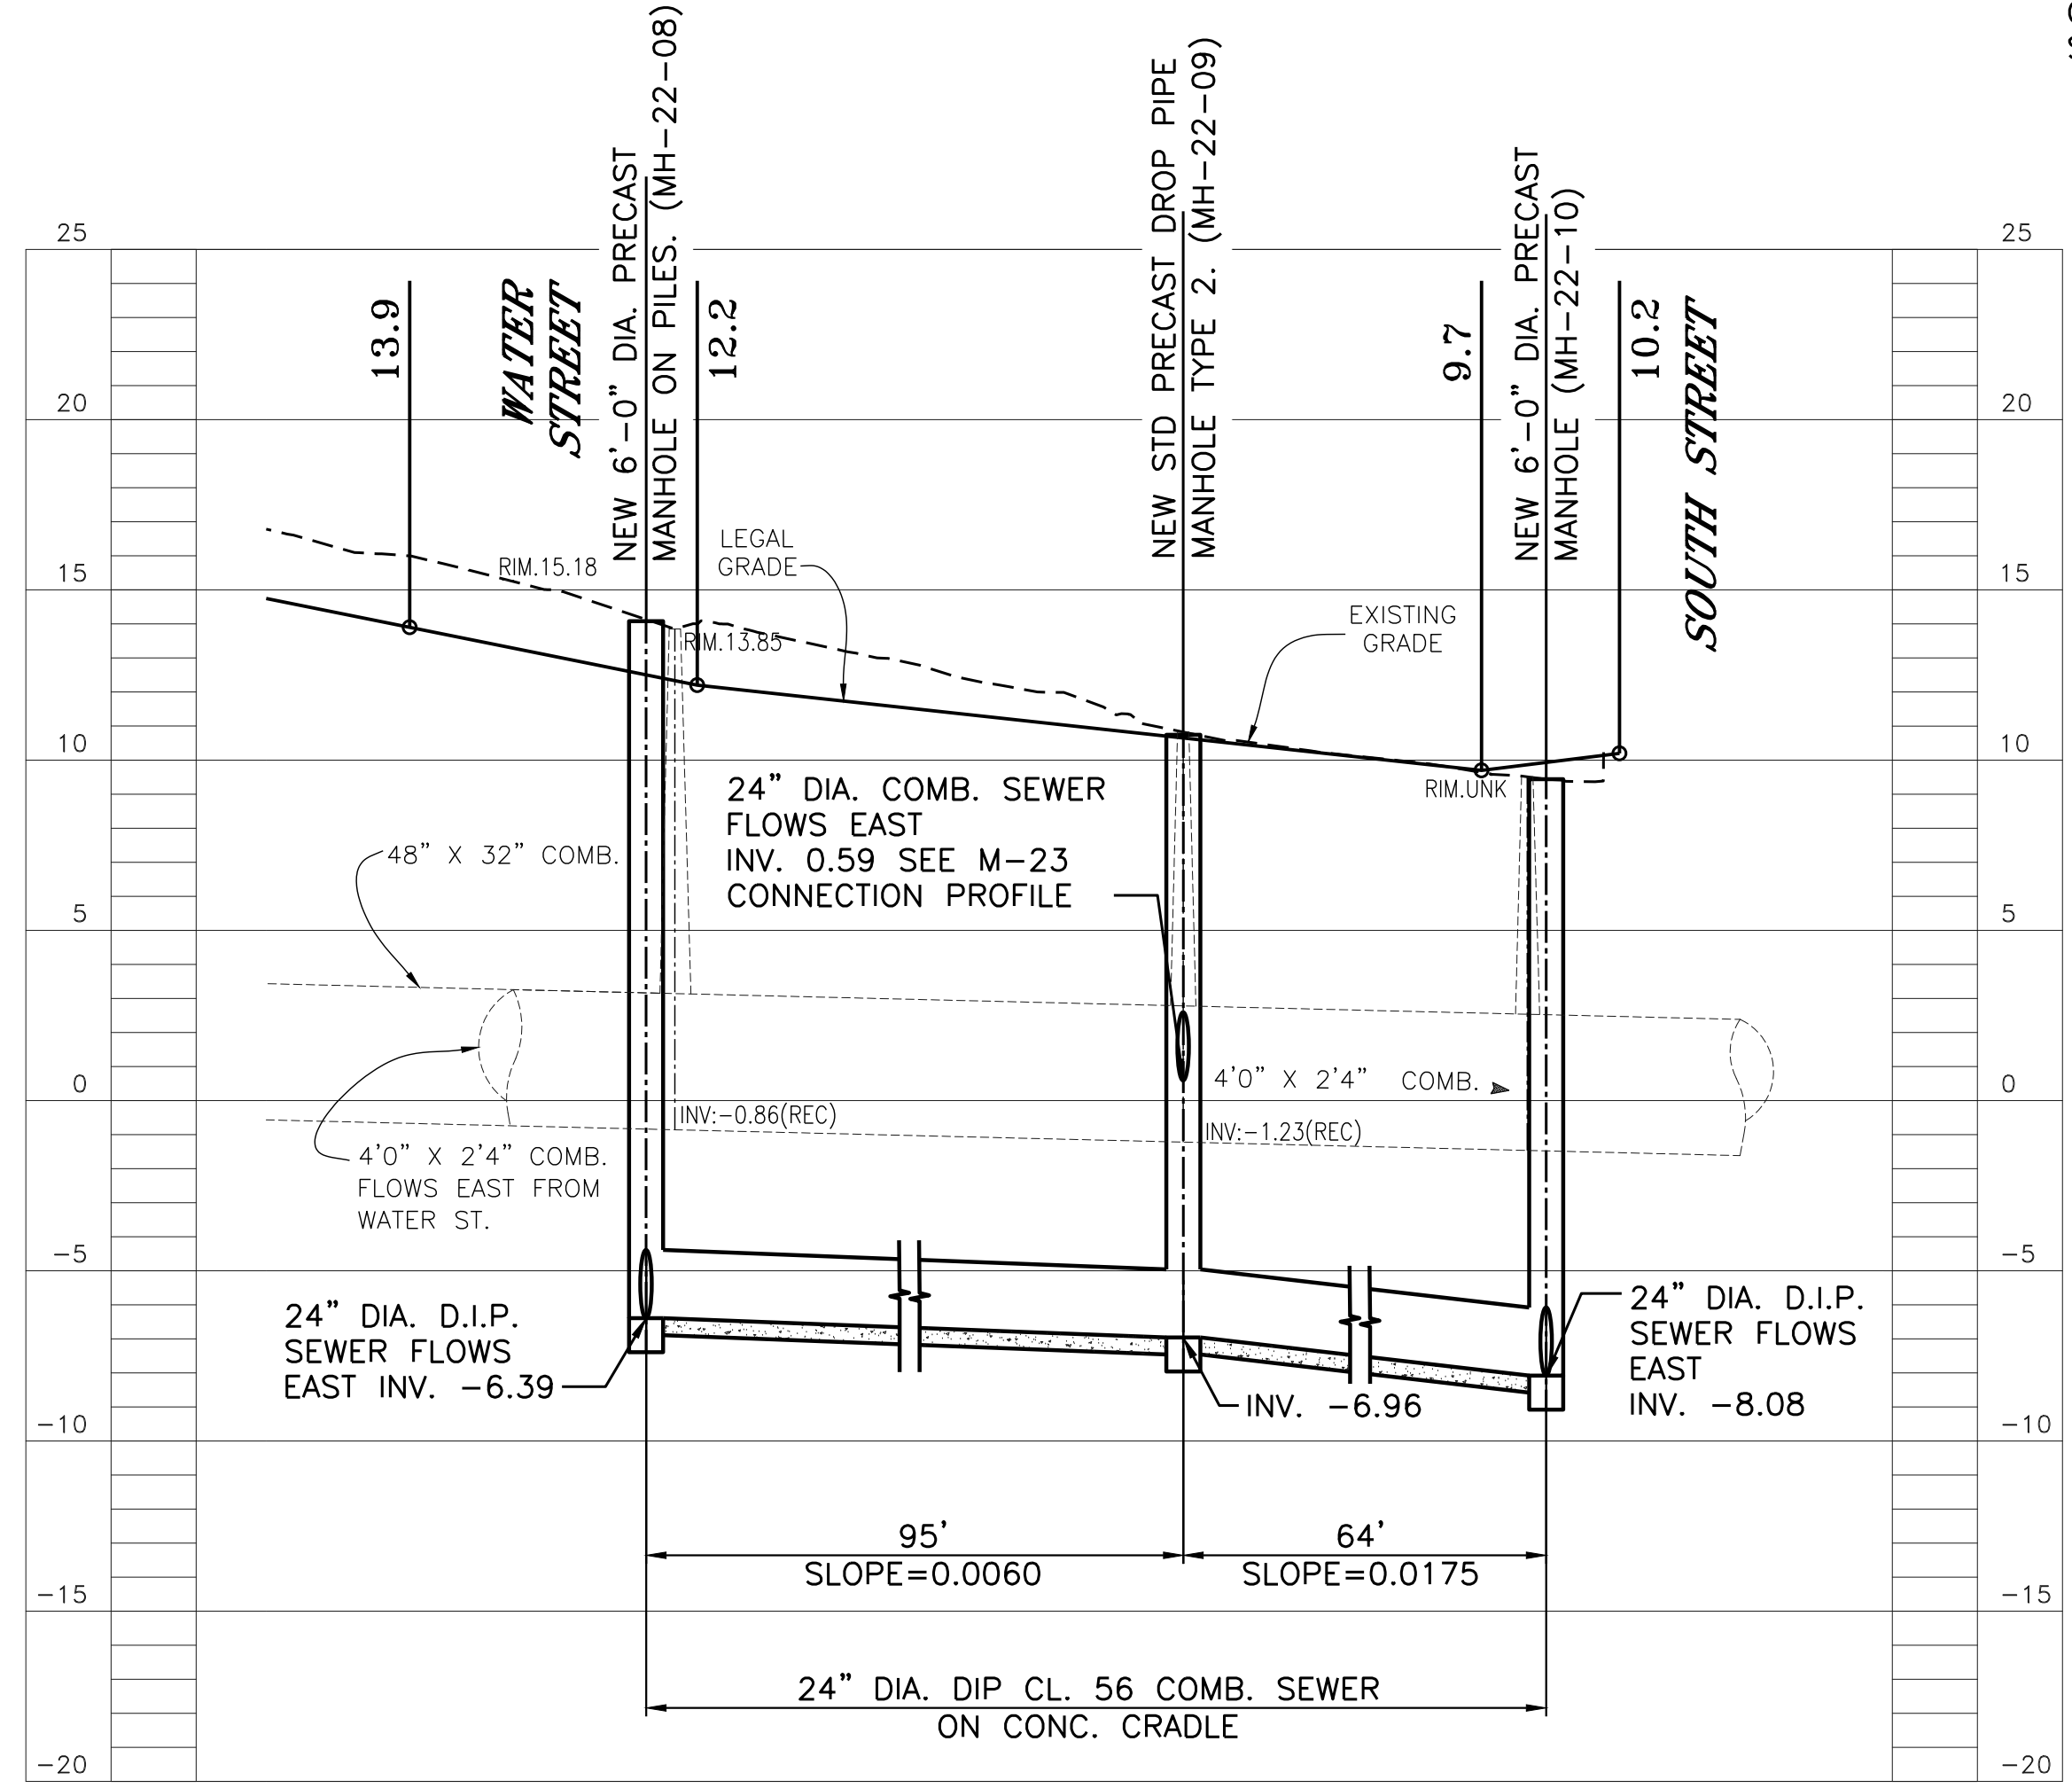 NEW 6'-0" DIA. PRECAST
MANHOLE ON PILES. (MH-22-08)
NEW STD PRECAST DROP PIPE
MANHOLE TYPE 2. (MH-22-09)
NEW 6'-0" DIA. PRECAST
MANHOLE (MH-22-10)
25
25
13.9
WATER
STREET
12.2
9.7
10.2
SOUTH STREET
20
20
LEGAL
GRADE
RIM.15.18
15
15
EXISTING
GRADE
RIM.13.85
10
10
24" DIA. COMB. SEWER
FLOWS EAST
INV. 0.59 SEE M-23
CONNECTION PROFILE
RIM.UNK
48" X 32" COMB.
5
5
0
0
4'0" X 2'4" COMB.
INV:-0.86(REC)
INV:-1.23(REC)
4'0" X 2'4" COMB.
FLOWS EAST FROM
WATER ST.
-5
-5
24" DIA. D.I.P.
SEWER FLOWS
EAST INV. -6.39
24" DIA. D.I.P.
SEWER FLOWS
EAST
INV. -8.08
INV. -6.96
-10
-10
95'
SLOPE=0.0060
64'
SLOPE=0.0175
-15
-15
24" DIA. DIP CL. 56 COMB. SEWER
ON CONC. CRADLE
-20
-20